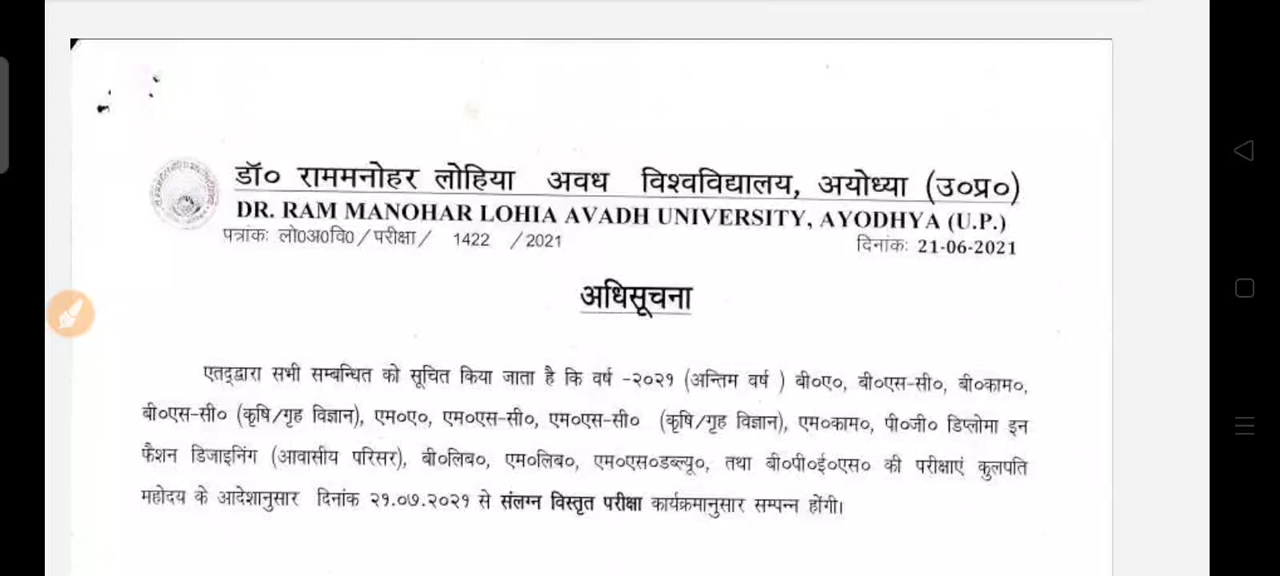 डॉ० राममनोहर लोहिया अवध विश्वविद्यालय, अयोध्या (उ०प्र०)
DR. RAM MANOHAR LOHIA AVADH UNIVERSITY, AYODHYA (U.P.)
पत्रांकः लो0अ0वि0/परीक्षा/ 1422 /2021 दिनांकः 21-06-2021
अधिसूचना
एतद्द्वारा सभी सम्बन्धित को सूचित किया जाता है कि वर्ष -२०२१ (अन्तिम वर्ष ) बी०ए०, बी०एस-सी०, बी०काम०,
बी०एस-सी० (कृषि/गृह विज्ञान), एम०ए०, एम०एस-सी०, एम०एस-सी० (कृषि/गृह विज्ञान), एम०काम०, पी०जी० डिप्लोमा इन
फैशन डिजाइनिंग (आवासीय परिसर), बी०लिब०, एम०लिब०, एम०एस०डब्ल्यू०, तथा बी०पी०ई०एस० की परीक्षाएं कुलपति
महोदय के आदेशानुसार दिनांक २१.०७.२०२१ से संलग्न विस्तृत परीक्षा कार्यक्रमानुसार सम्पन्न होंगी।